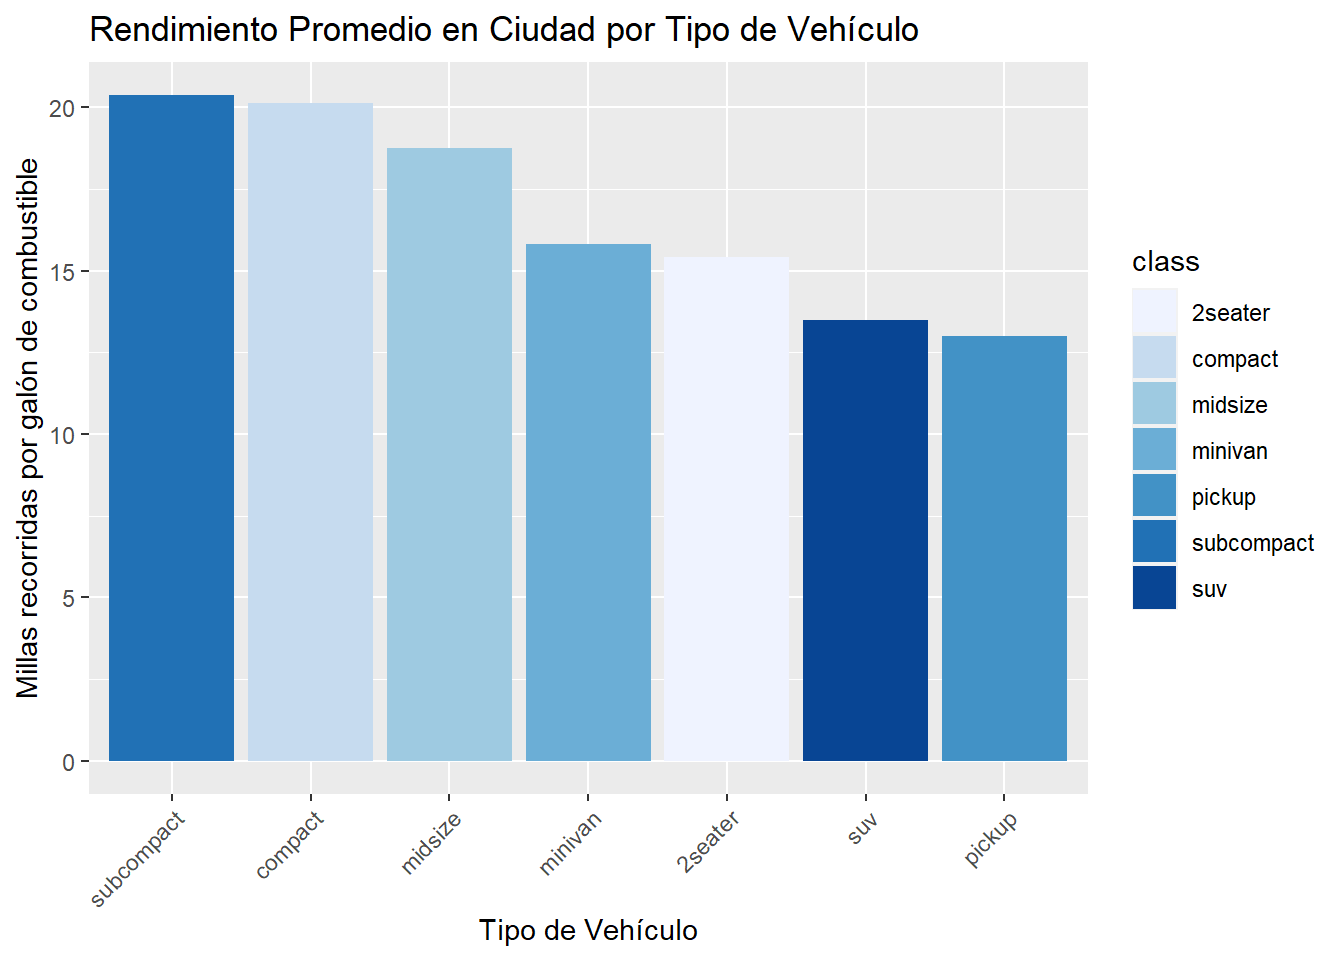 Rendimiento Promedio en Ciudad por Tipo de Vehículo
Millas recorridas por galón de combustible
20
15
10
5
0
subcompact
compact
midsize
minivan
2seater
suv
pickup
Tipo de Vehículo
class
2seater
compact
midsize
minivan
pickup
subcompact
suv